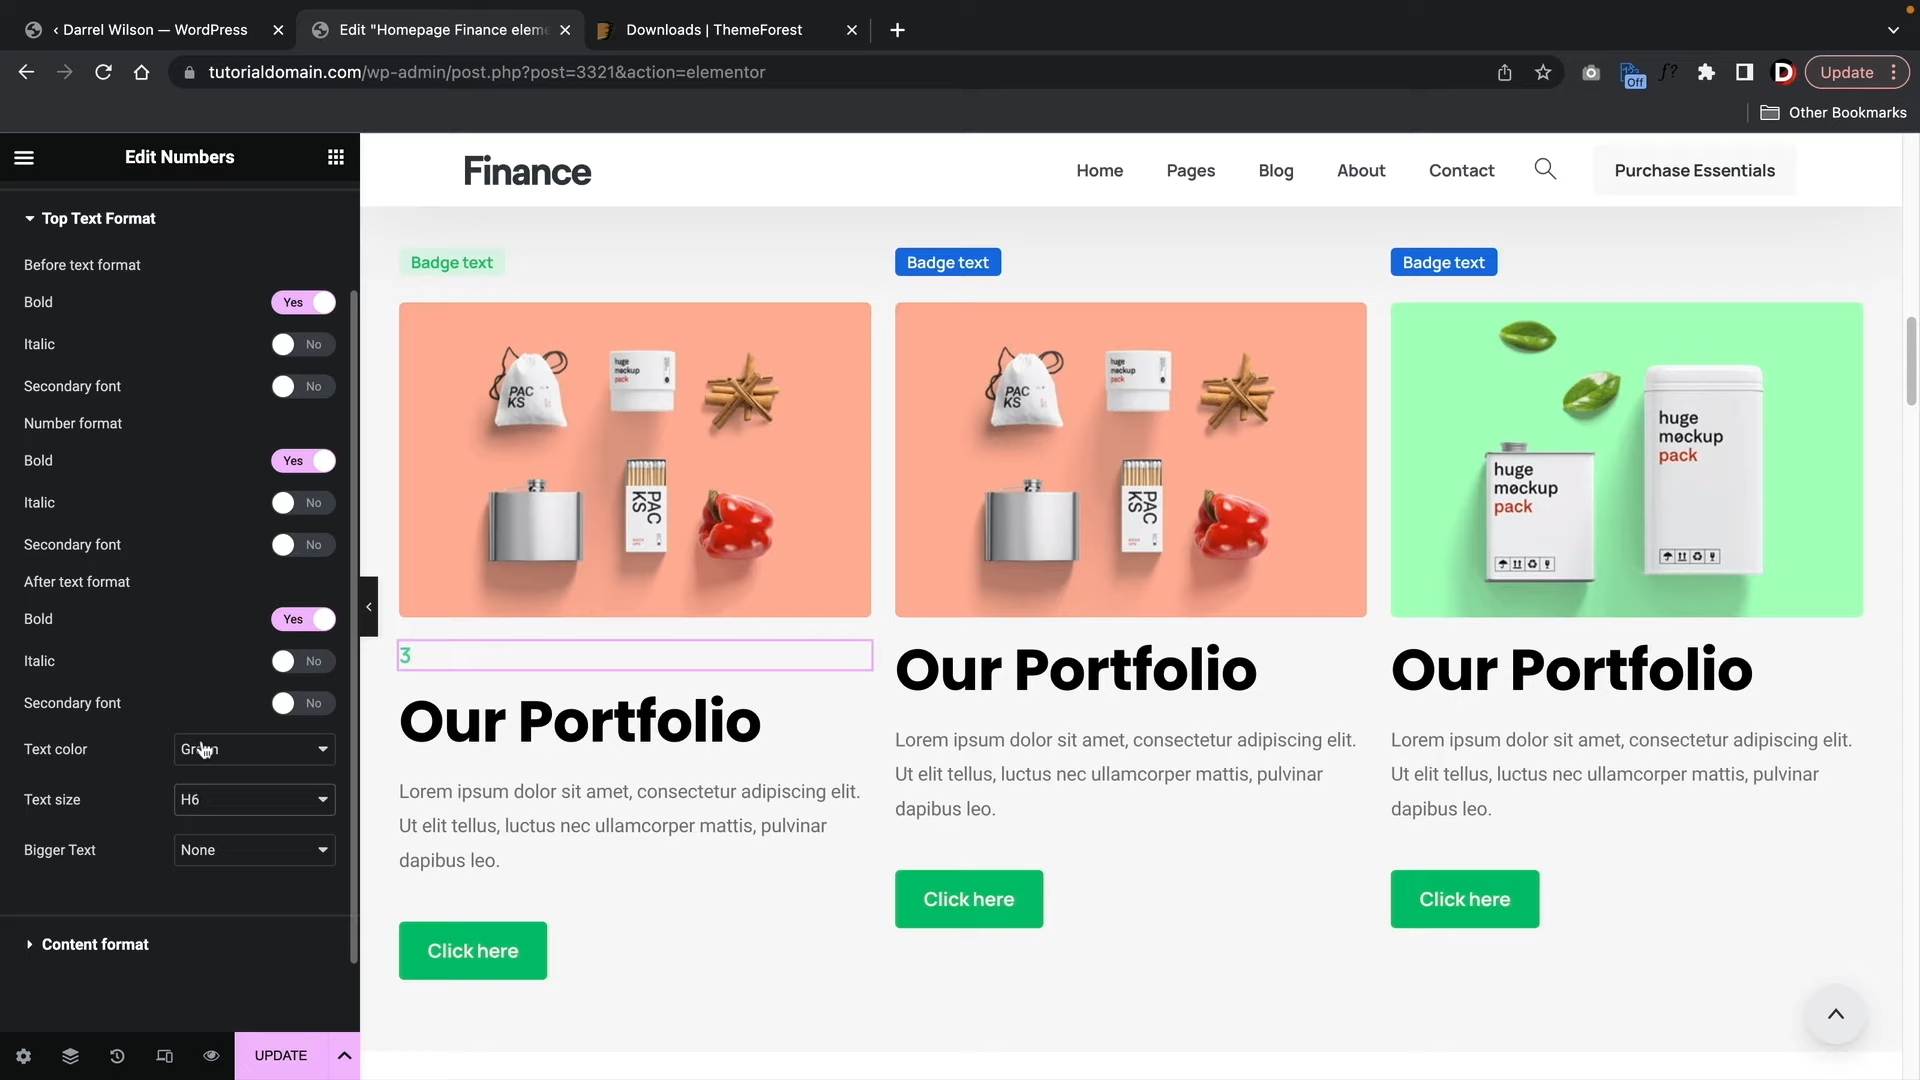 ‹ Darrel Wilson — WordPress
Edit "Homepage Finance eleme
Downloads | ThemeForest
tutorialdomain.com/wp-admin/post.php?post=3321&action=elementor
Off
f?
D
Update
Other Bookmarks
Edit Numbers
Top Text Format
Before text format
Bold
Yes
Italic
No
Secondary font
No
Number format
Bold
Yes
Italic
No
Secondary font
No
After text format
Bold
Yes
Italic
No
Secondary font
No
Text color
Text size
H6
Bigger Text
None
Content format
UPDATE
Finance
Home
Pages
Blog
About
Contact
Purchase Essentials
Badge text
Badge text
Badge text
PAC
KS
huge
mockup
pack
PAC
KS
PAC
KS
huge
mockup
pack
PAC
KS
huge
møckup
pack
huge
møckup
pack
3
Our Portfolio
Lorem ipsum dolor sit amet, consectetur adipiscing elit.
Ut elit tellus, luctus nec ullamcorper mattis, pulvinar
dapibus leo.
Click here
Our Portfolio
Lorem ipsum dolor sit amet, consectetur adipiscing elit.
Ut elit tellus, luctus nec ullamcorper mattis, pulvinar
dapibus leo.
Click here
Our Portfolio
Lorem ipsum dolor sit amet, consectetur adipiscing elit.
Ut elit tellus, luctus nec ullamcorper mattis, pulvinar
dapibus leo.
Click here